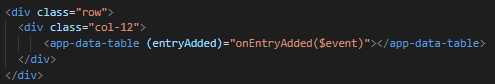 <div class="row">
<div class="col-12">
<app-data-table (entryAdded)="onEntryAdded($event)"></app-data-table>
</div>
</div>